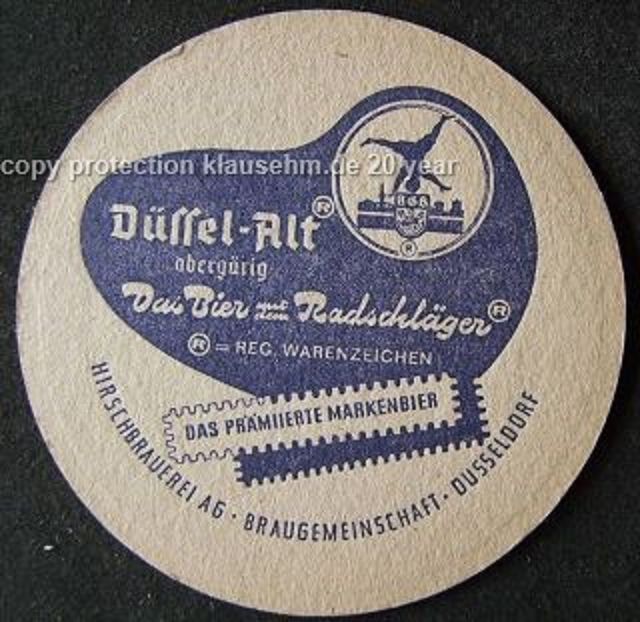 copy protection klausehm.de 20 year
Düssel-Alt ®
obergärig
Das Bier mit dem Radschläger ®
® = REG. WARENZEICHEN
®
DAS PRÄMIIERTE MARKENBIER
HIRSCHBRAUEREI AG · BRAUGEMEINSCHAFT · DÜSSELDORF